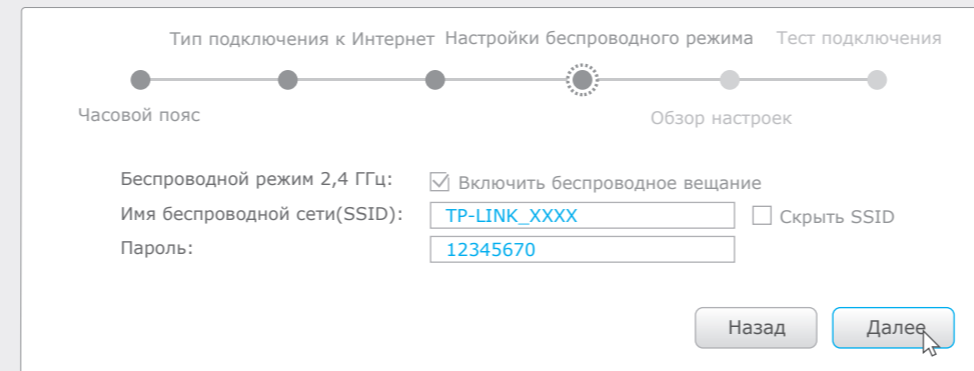 Тип подключения к Интернет Настройки беспроводного режима Тест подключения
Часовой пояс Обзор настроек
Беспроводной режим 2,4 ГГц: Включить беспроводное вещание
Имя беспроводной сети(SSID): TP-LINK_XXXX Скрыть SSID
Пароль: 12345670
Назад Далее